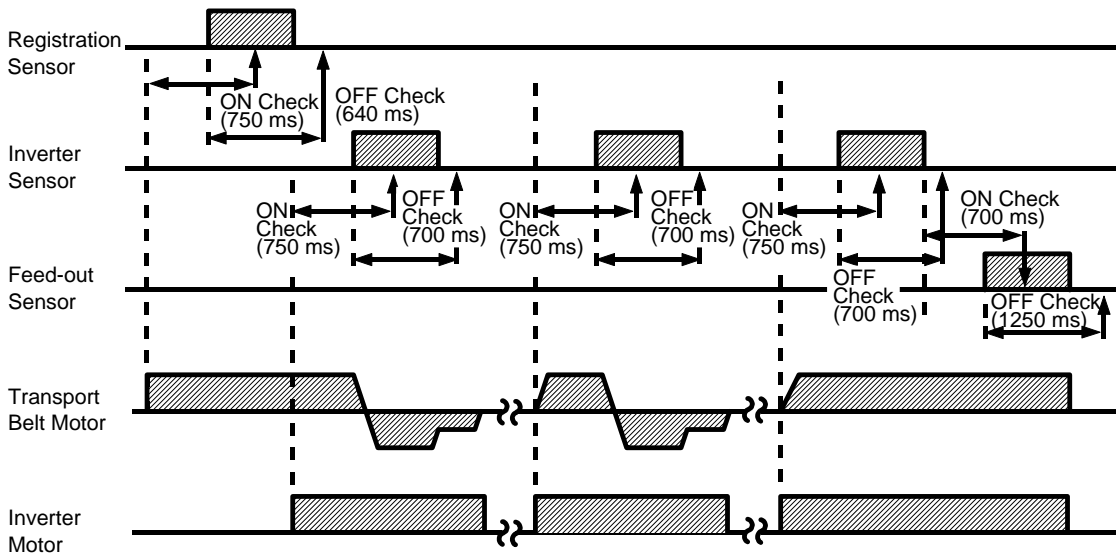 Registration
Sensor
ON Check
(750 ms)
OFF Check
(640 ms)
Inverter
Sensor
ON
Check
(750 ms)
OFF
Check
(700 ms)
ON
Check
(750 ms)
OFF
Check
(700 ms)
ON
Check
(750 ms)
OFF
Check
(700 ms)
ON Check
(700 ms)
Feed-out
Sensor
OFF Check
(1250 ms)
Transport
Belt Motor
Inverter
Motor